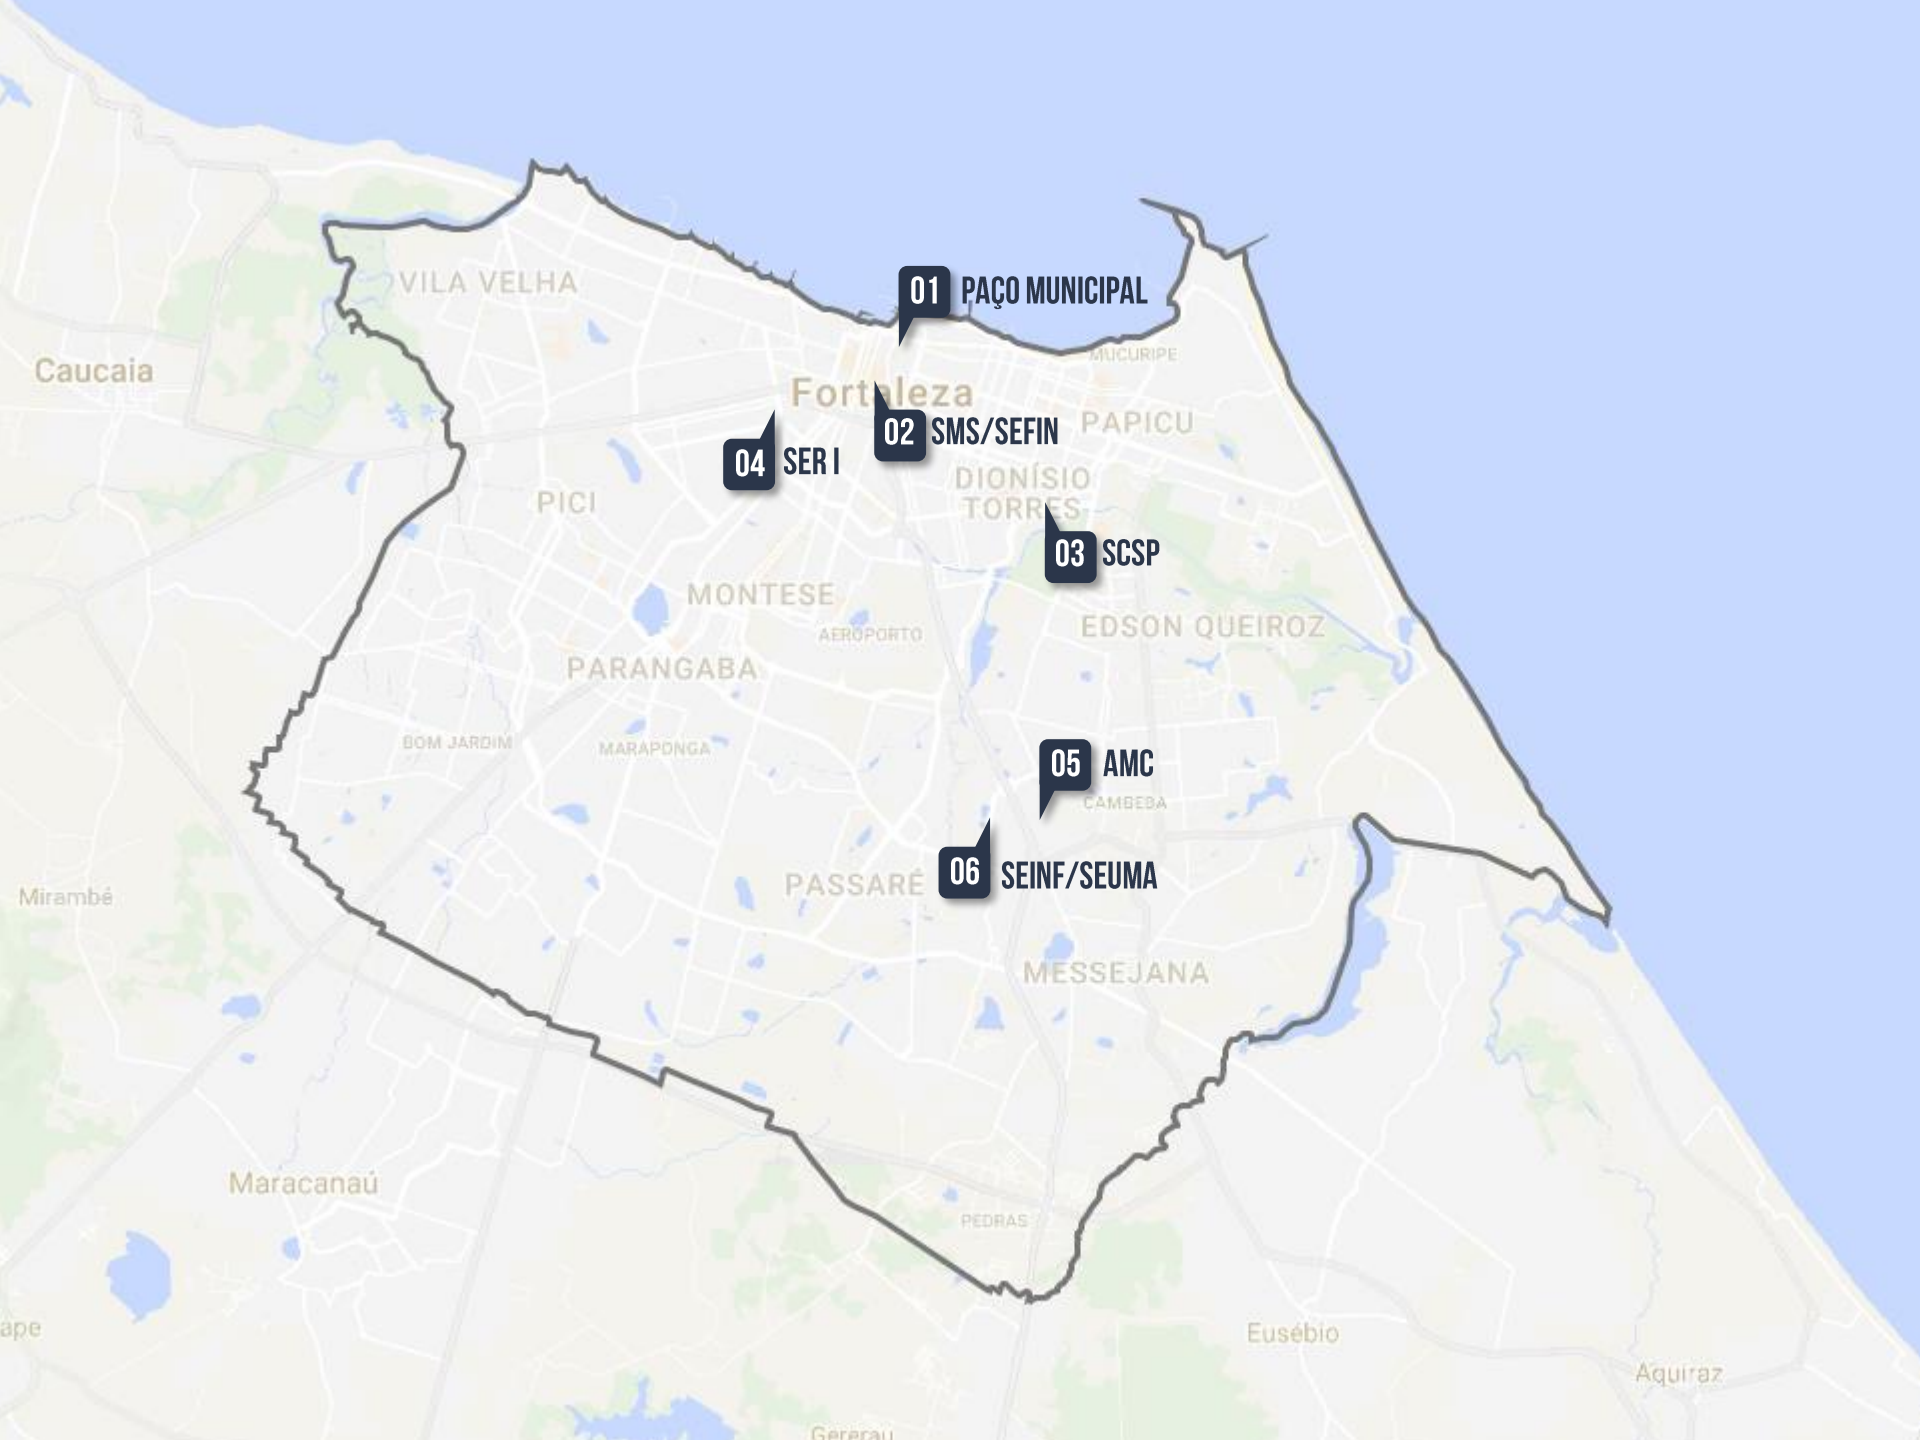 VILA VELHA
01 PAÇO MUNICIPAL
MUCURIPE
Caucaia
Fortaleza
PAPICU
02 SMS/SEFIN
04 SER I
DIONÍSIO
TORRES
PICI
03 SCSP
MONTESE
AEROPORTO
EDSON QUEIROZ
PARANGABA
BOM JARDIM
MARAPONGA
05 AMC
CAMBEBA
06 SEINF/SEUMA
PASSARÉ
Mirambé
MESSEJANA
Maracanaú
PEDRAS
ape
Eusébio
Aquiraz
Gererau